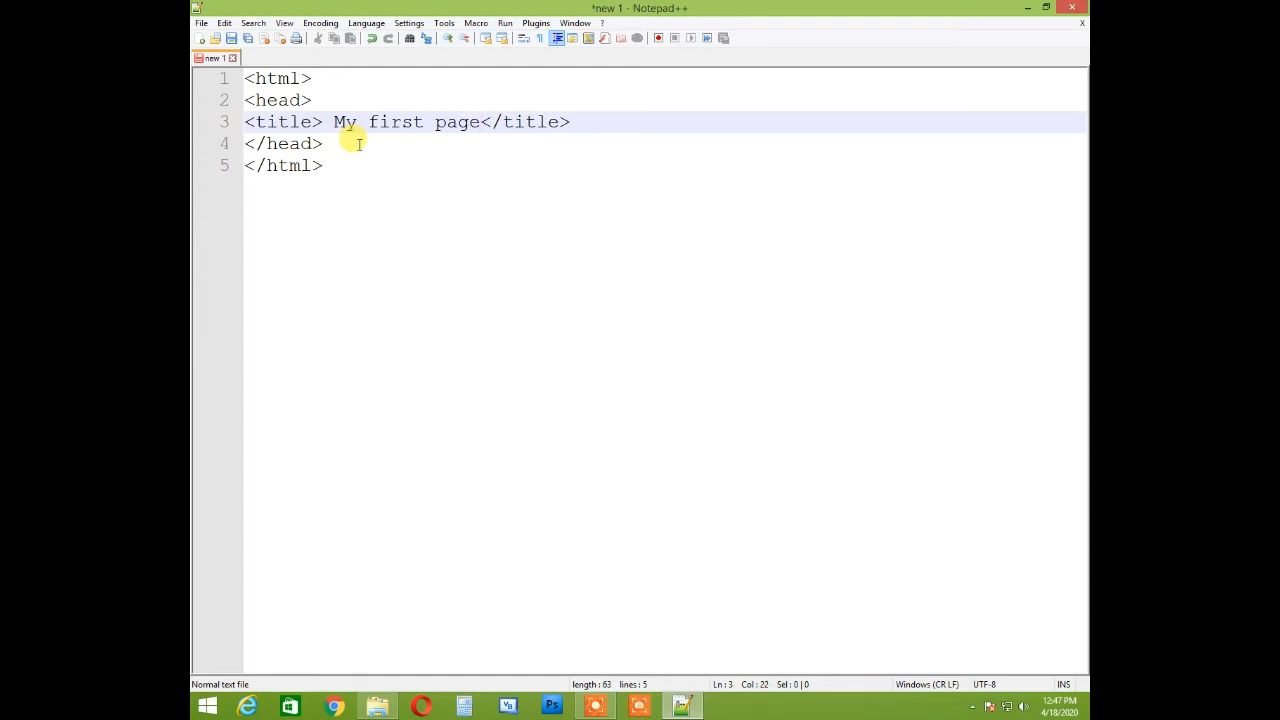 *new 1 - Notepad++
File Edit Search View Encoding Language Settings Tools Macro Run Plugins Window ? X
new 1
1 <html>
2 <head>
3 <title> My first page</title>
4 </head>
5 </html>
Normal text file length : 63 lines : 5 Ln : 3 Col : 22 Sel : 0 | 0 Windows (CR LF) UTF-8 INS
12:47 PM
4/18/2020